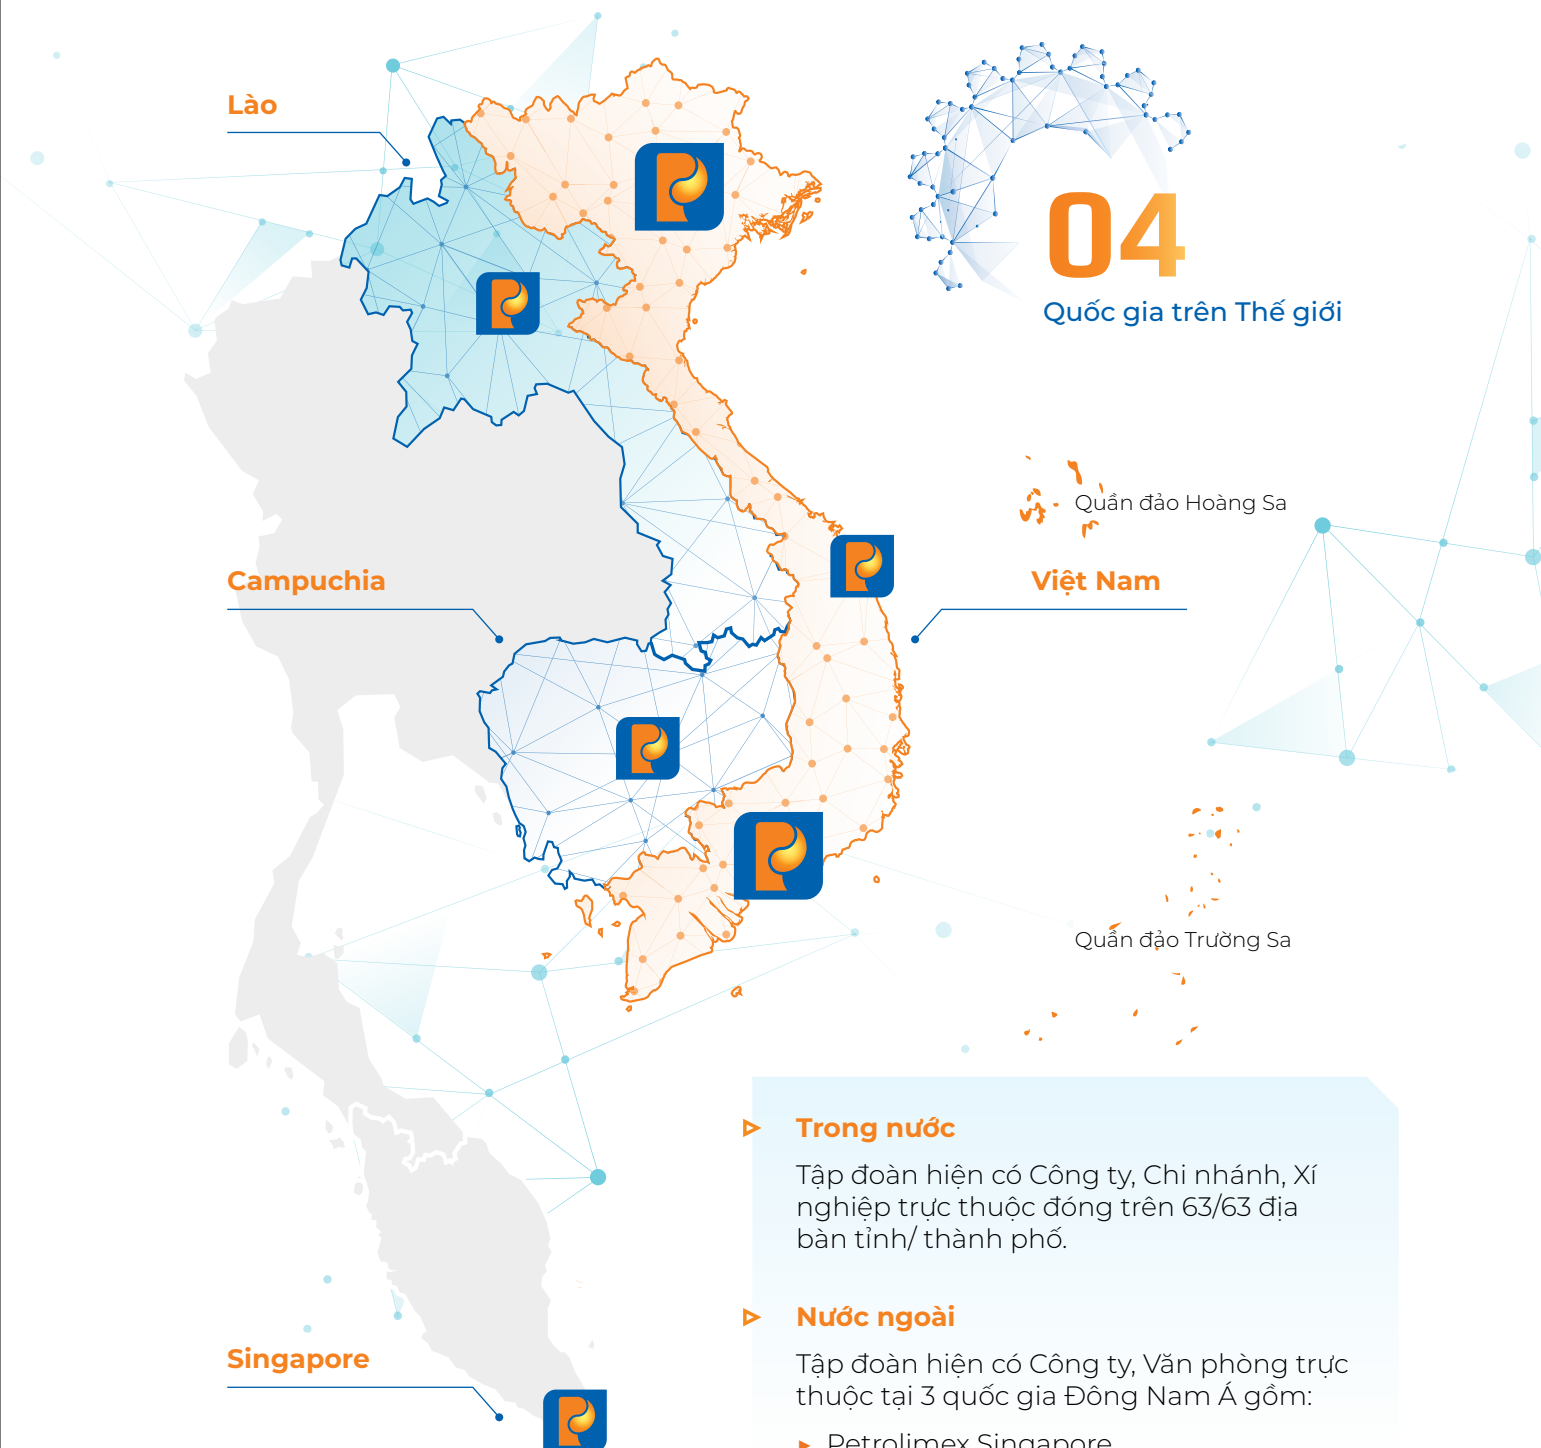 Lào
04
Quốc gia trên Thế giới
Quần đảo Hoàng Sa
Campuchia
Việt Nam
Quần đảo Trường Sa
Trong nước
Tập đoàn hiện có Công ty, Chi nhánh, Xí
nghiệp trực thuộc đóng trên 63/63 địa
bàn tỉnh/ thành phố.
Nước ngoài
Tập đoàn hiện có Công ty, Văn phòng trực
thuộc tại 3 quốc gia Đông Nam Á gồm:
Petrolimex Singapore
Singapore